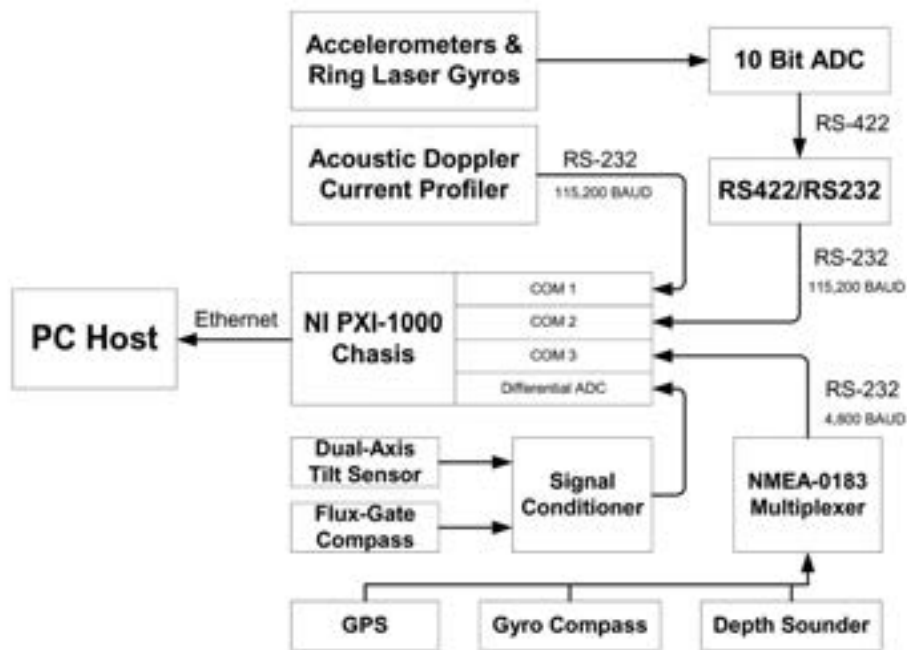 Accelerometers &
Ring Laser Gyros
10 Bit ADC
RS-422
Acoustic Doppler
Current Profiler
RS-232
115,200 BAUD
RS422/RS232
RS-232
115,200 BAUD
PC Host
Ethernet
NI PXI-1000
Chasis
COM 1
COM 2
COM 3
Differential ADC
RS-232
4,800 BAUD
Dual-Axis
Tilt Sensor
Flux-Gate
Compass
Signal
Conditioner
NMEA-0183
Multiplexer
GPS
Gyro Compass
Depth Sounder